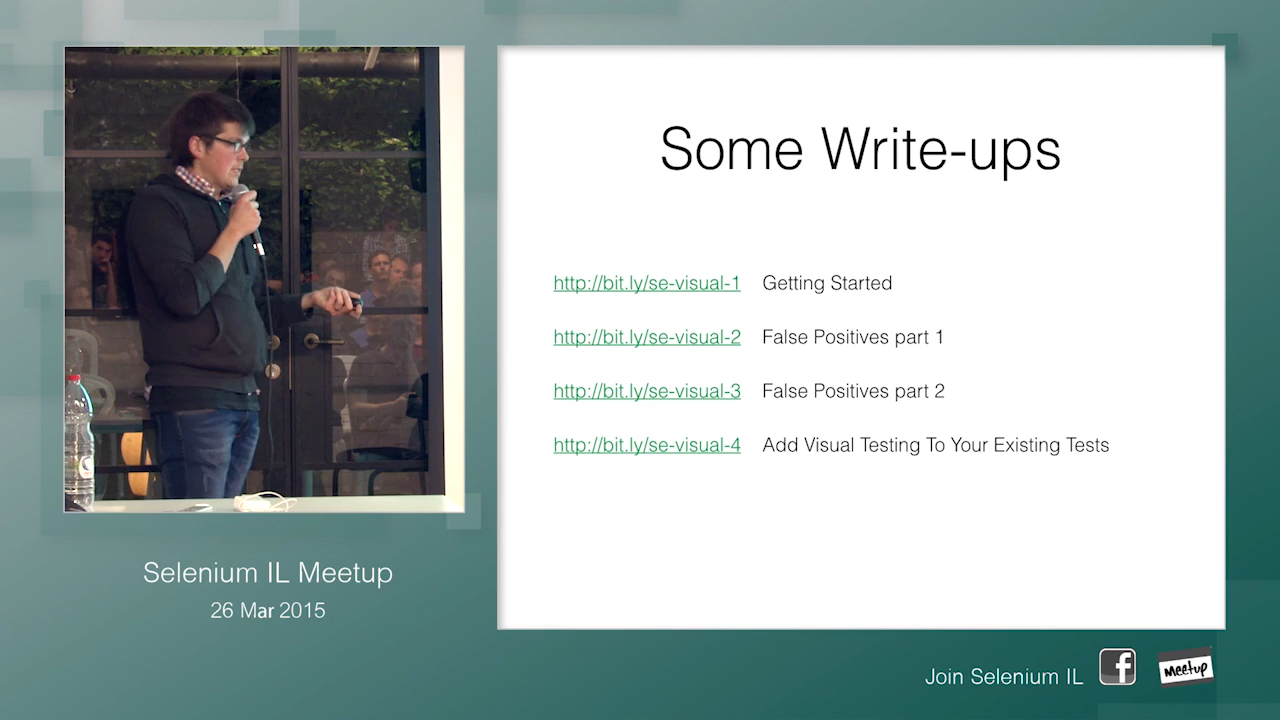 Some Write-ups
http://bit.ly/se-visual-1 Getting Started
http://bit.ly/se-visual-2 False Positives part 1
http://bit.ly/se-visual-3 False Positives part 2
http://bit.ly/se-visual-4 Add Visual Testing To Your Existing Tests
Selenium IL Meetup
26 Mar 2015
Join Selenium IL
f
Meetup